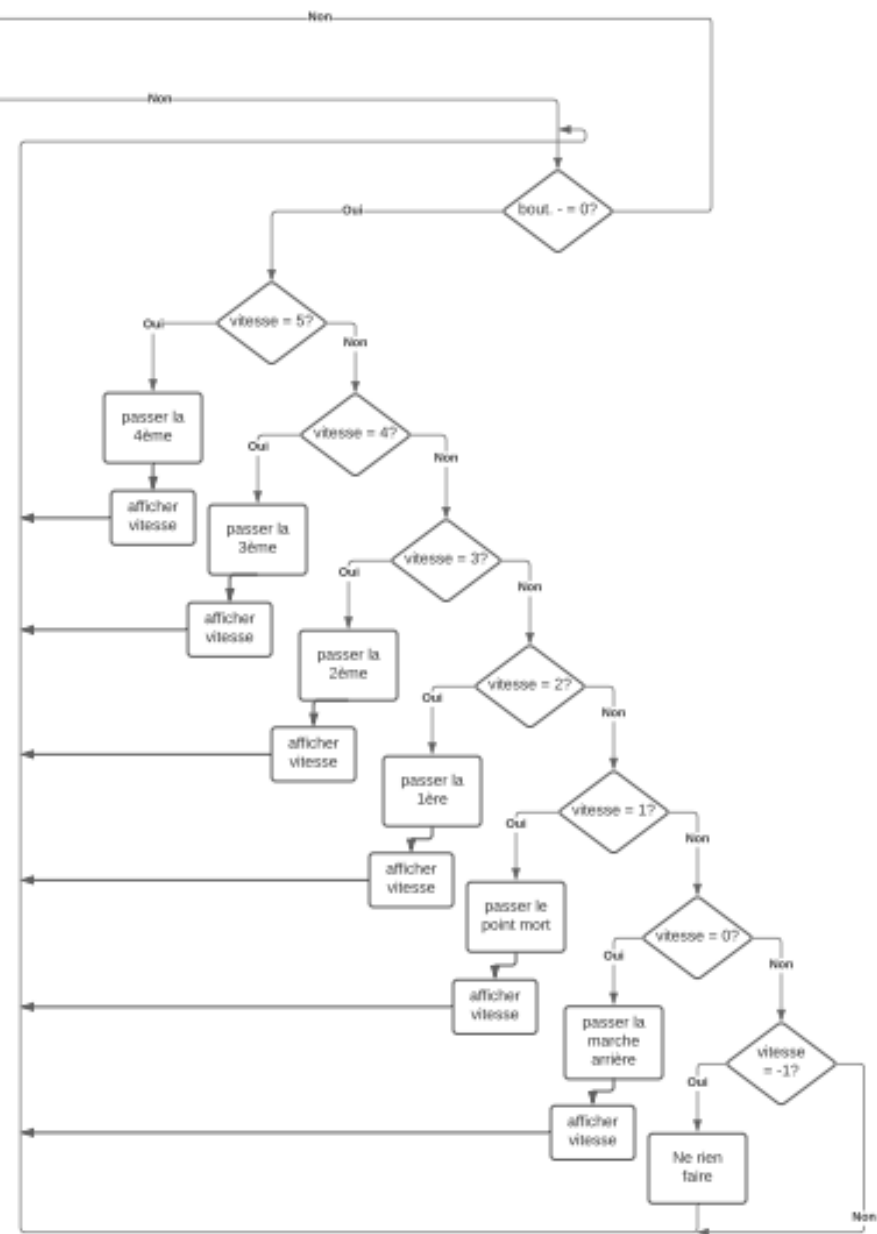 Non
Non
bout. - = 0?
Oui
vitesse = 5?
Oui
Non
passer la
4ème
vitesse = 4?
Oui
Non
afficher
vitesse
passer la
3ème
vitesse = 3?
Oui
Non
afficher
vitesse
passer la
2ème
vitesse = 2?
Oui
Non
afficher
vitesse
passer la
1ère
vitesse = 1?
Oui
Non
afficher
vitesse
passer le
point mort
vitesse = 0?
Oui
Non
afficher
vitesse
passer la
marche
arrière
vitesse
= -1?
Oui
afficher
vitesse
Ne rien
faire
Non